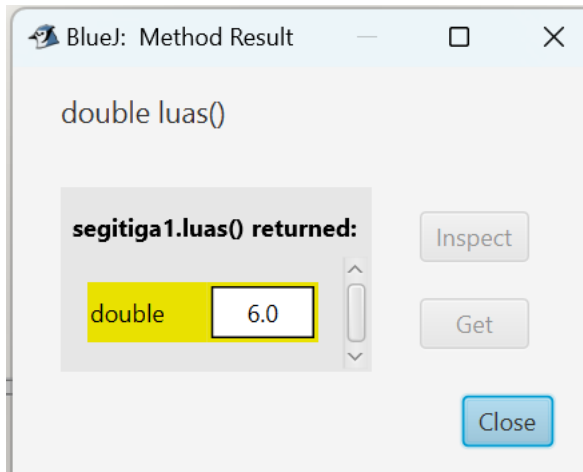 BlueJ: Method Result
double luas()
segitiga1.luas() returned:
Inspect
double 6.0
Get
Close